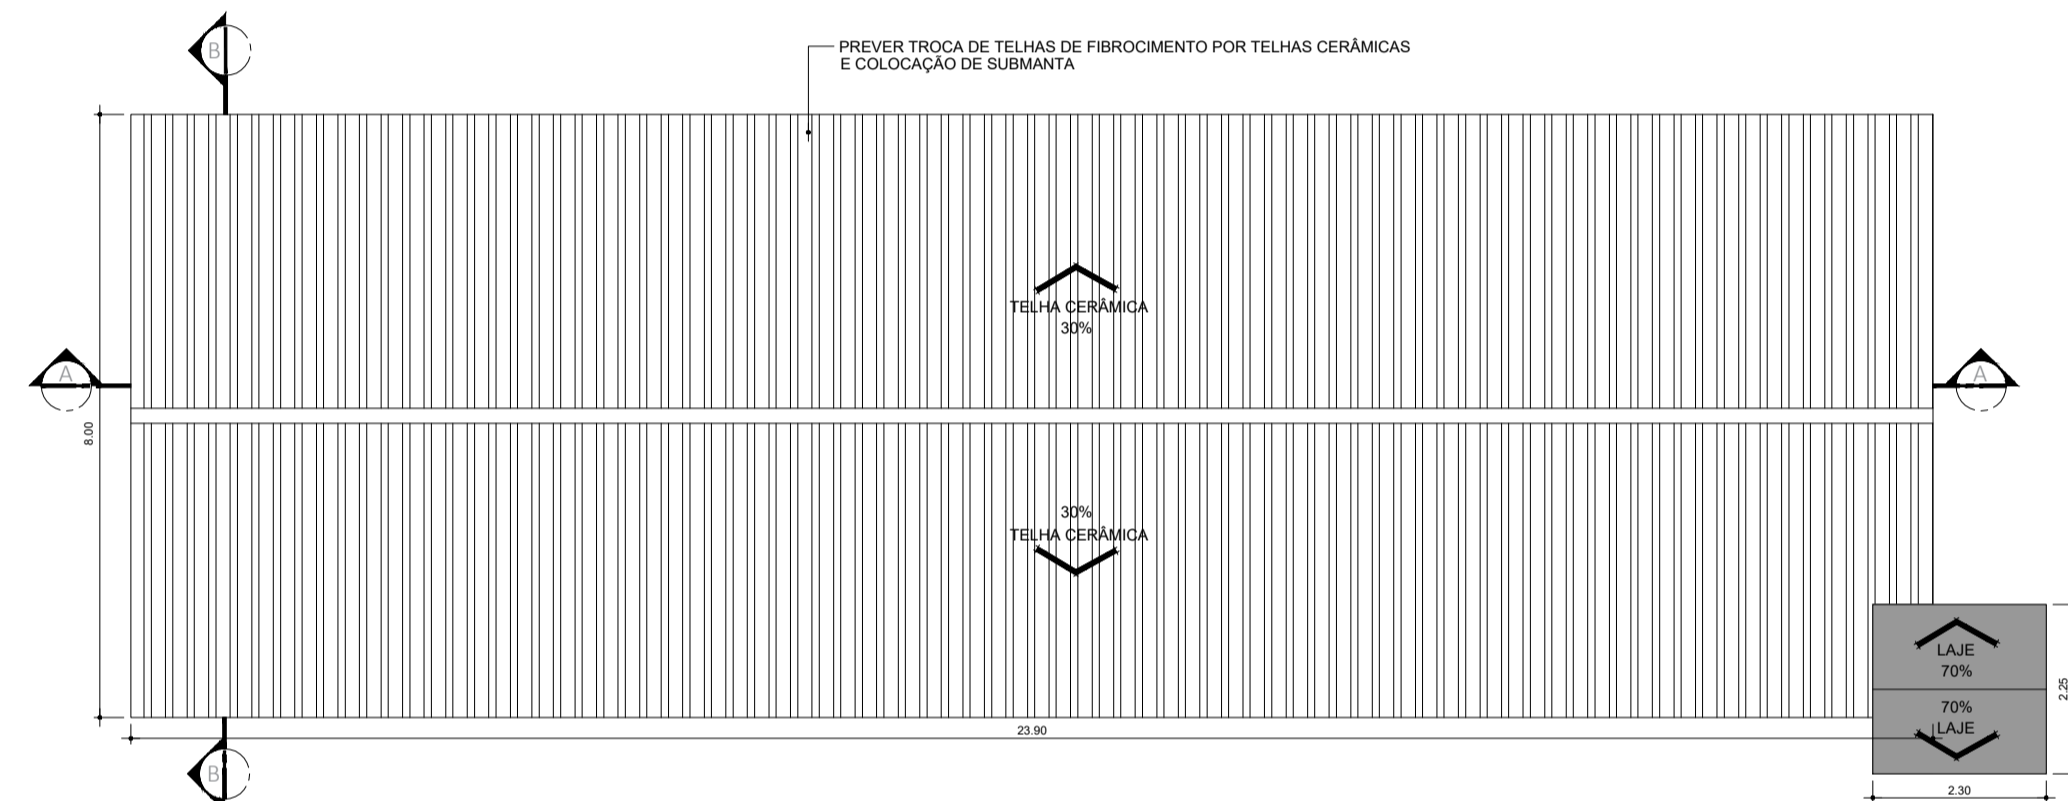 B
PREVER TROCA DE TELHAS DE FIBROCIMENTO POR TELHAS CERÂMICAS
E COLOCAÇÃO DE SUBMANTA
TELHA CERÂMICA
30%
A
A
8.00
30%
TELHA CERÂMICA
LAJE
70%
2.25
70%
LAJE
23.90
B
2.30